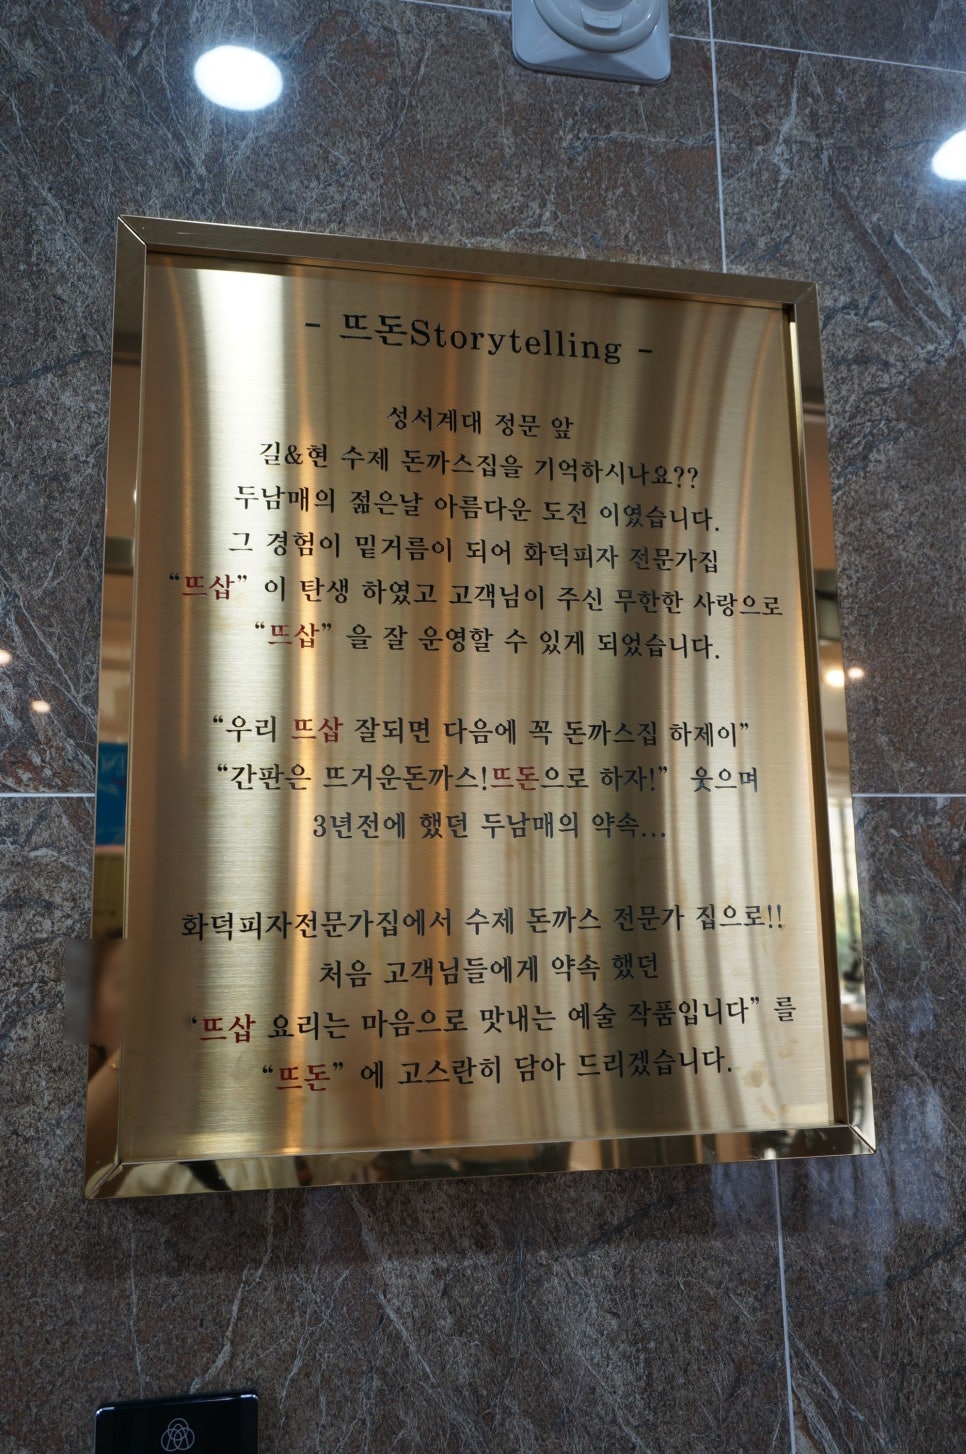 - 뜨돈Storytelling -
성서계대 정문 앞
길&현 수제 돈까스집을 기억하시나요??
두남매의 젊은날 아름다운 도전 이였습니다.
그 경험이 밑거름이 되어 화덕피자 전문가집
“뜨삽” 이 탄생 하였고 고객님이 주신 무한한 사랑으로
“뜨삽” 을 잘 운영할 수 있게 되었습니다.
“우리 뜨삽 잘되면 다음에 꼭 돈까스집 하제이”
“간판은 뜨거운돈까스!뜨돈으로 하자!” 웃으며
3년전에 했던 두남매의 약속...
화덕피자전문가집에서 수제 돈까스 전문가 집으로!!
처음 고객님들에게 약속 했던
‘뜨삽 요리는 마음으로 맛내는 예술 작품입니다” 를
“뜨돈” 에 고스란히 담아 드리겠습니다.